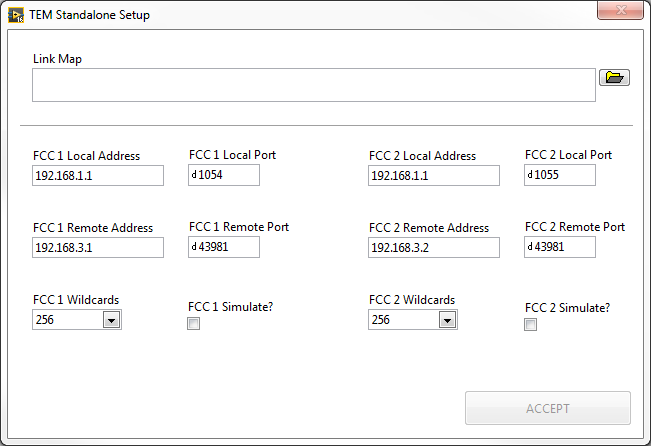 TEM Standalone Setup
Link Map
FCC 1 Local Address
FCC 1 Local Port
FCC 2 Local Address
FCC 2 Local Port
192.168.1.1
d 1054
192.168.1.1
d 1055
FCC 1 Remote Address
FCC 1 Remote Port
FCC 2 Remote Address
FCC 2 Remote Port
192.168.3.1
d 43981
192.168.3.2
d 43981
FCC 1 Wildcards
FCC 1 Simulate?
FCC 2 Wildcards
FCC 2 Simulate?
256
256
ACCEPT